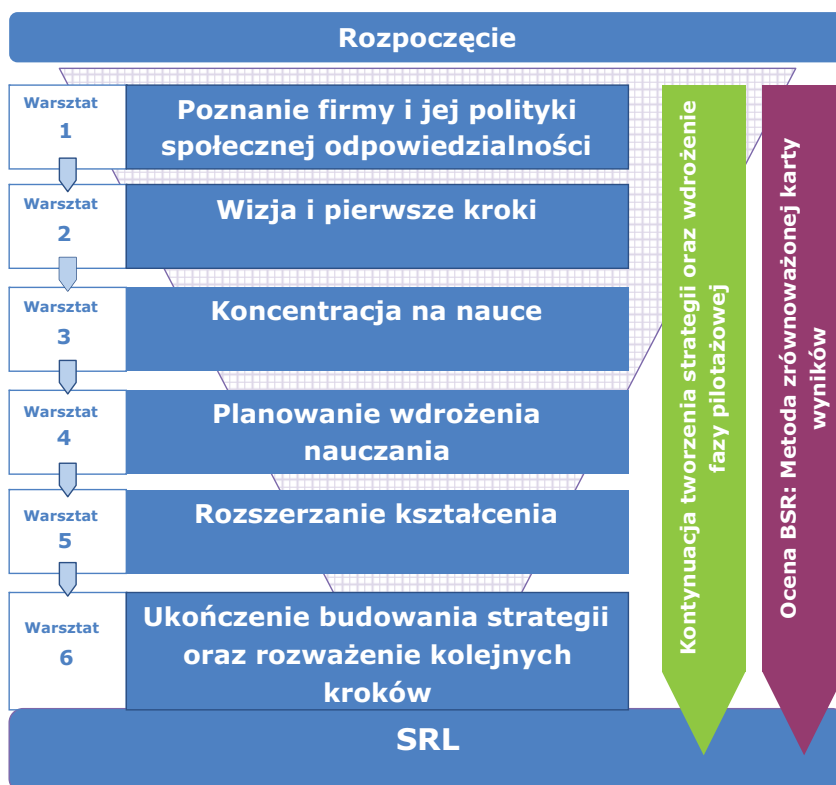 Rozpoczęcie
Warsztat
1
Poznanie firmy i jej polityki
społecznej odpowiedzialności
Warsztat
2
Wizja i pierwsze kroki
Warsztat
3
Koncentracja na nauce
Warsztat
4
Planowanie wdrożenia
nauczania
Warsztat
5
Rozszerzanie kształcenia
Warsztat
6
Ukończenie budowania strategii
oraz rozważenie kolejnych
kroków
Kontynuacja tworzenia strategii oraz wdrożenie
fazy pilotażowej
Ocena BSR: Metoda zrównoważonej karty
wyników
SRL